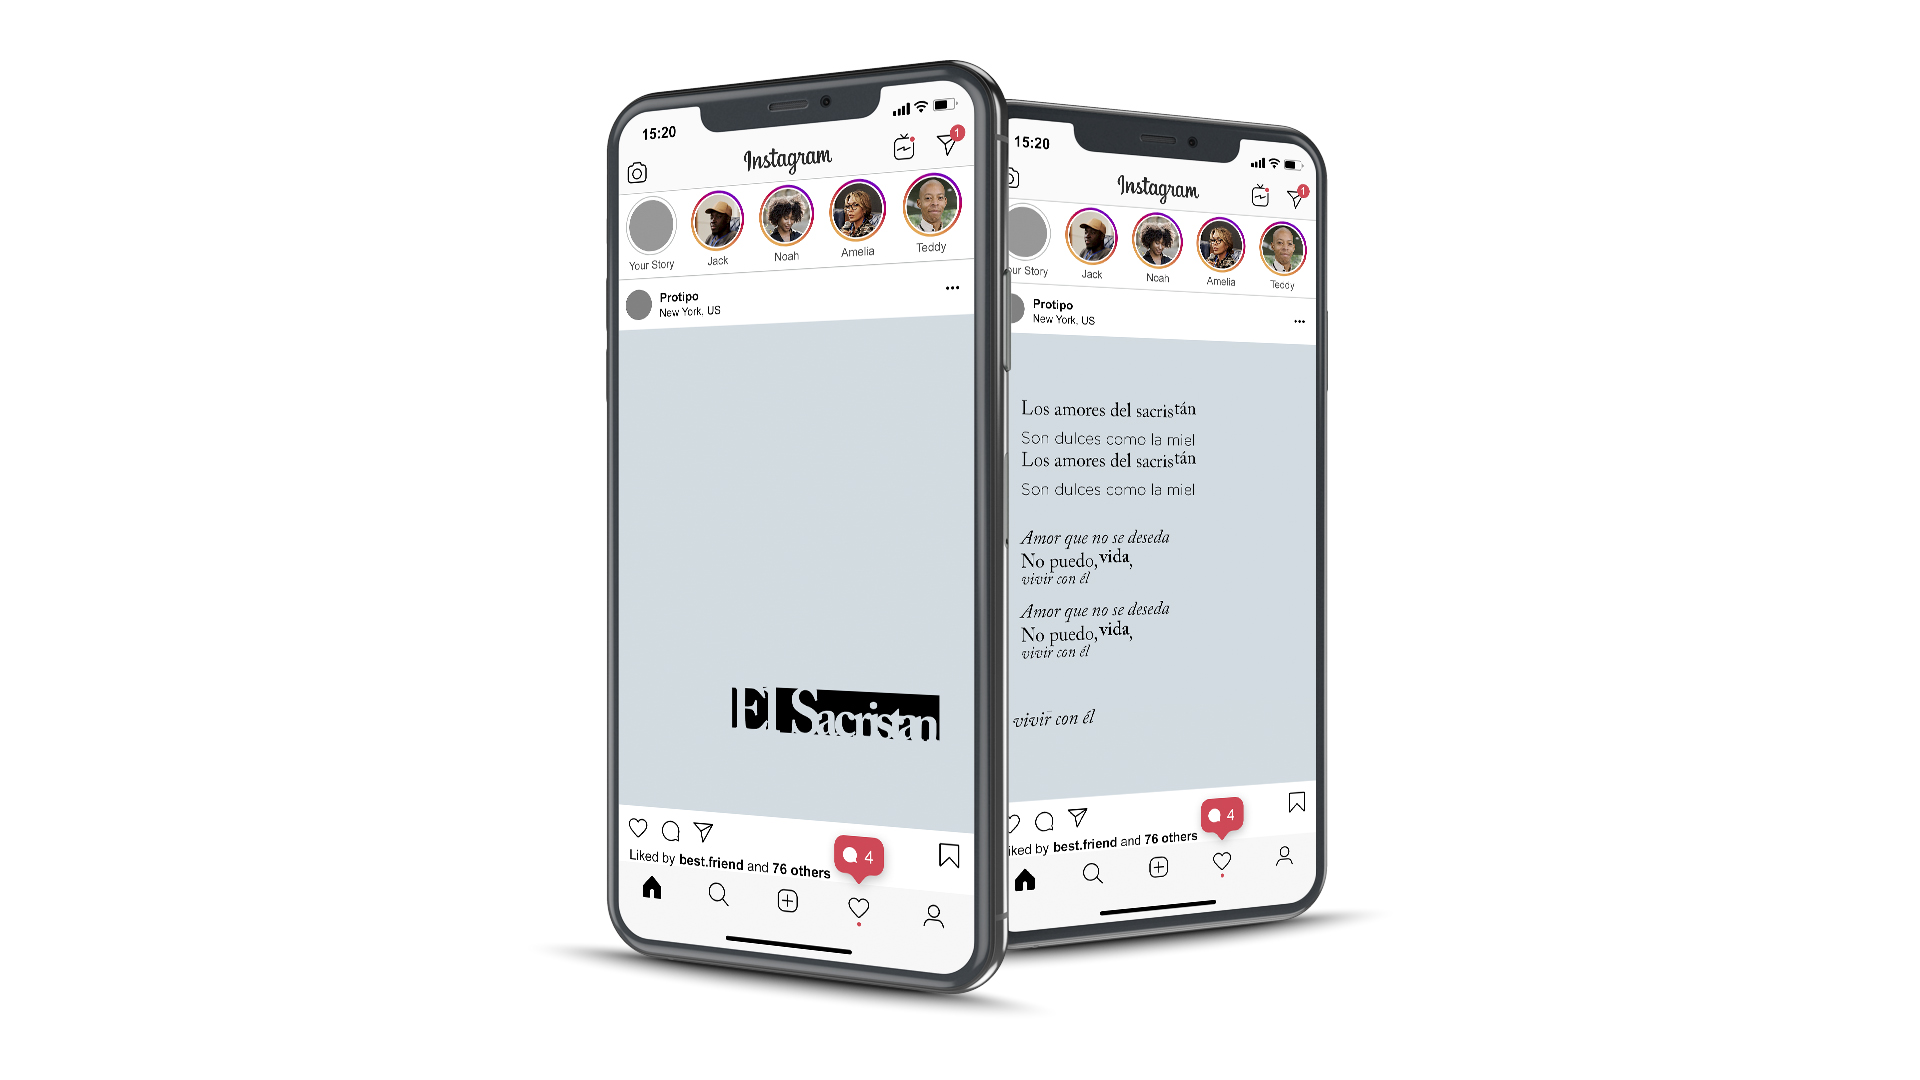 15:20
Instagram
1
Your Story
Jack
Noah
Amelia
Teddy
Protipo
New York, US
El Sacristan
Liked by best.friend and 76 others
4
15:20
Instagram
1
our Story
Jack
Noah
Amelia
Teddy
Protipo
New York, US
Los amores del sacristán
Son dulces como la miel
Los amores del sacristán
Son dulces como la miel
Amor que no se deseda
No puedo, vida,
vivir con él
Amor que no se deseda
No puedo, vida,
vivir con él
vivir con él
iked by best.friend and 76 others
4